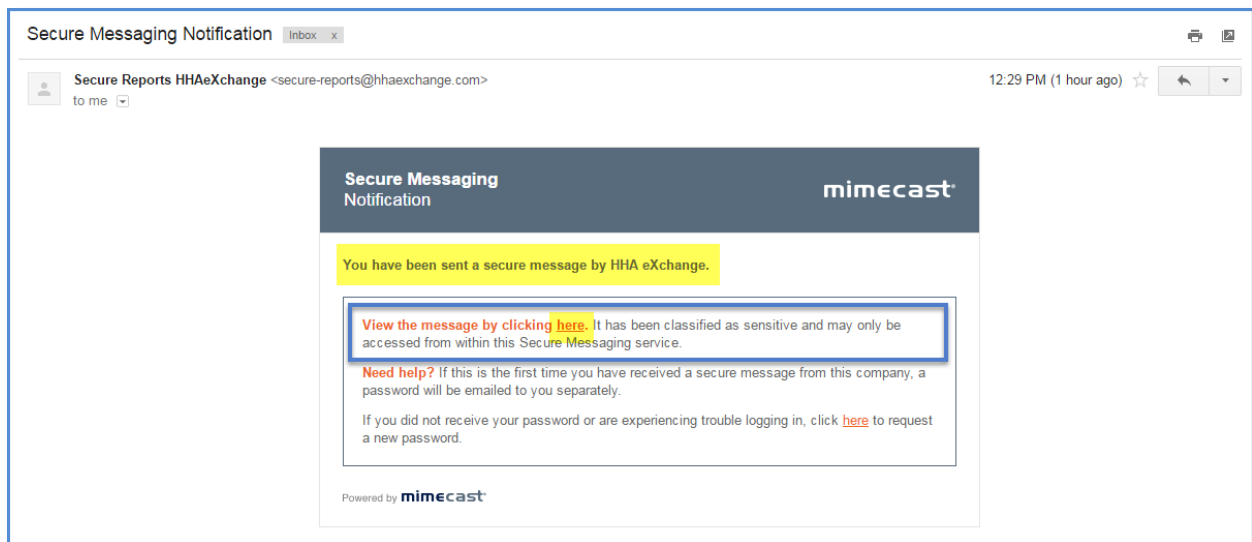 Secure Messaging Notification Inbox x
Secure Reports HHAeXchange <secure-reports@hhaexchange.com> 12:29 PM (1 hour ago)
to me
Secure Messaging
Notification
mimecast
You have been sent a secure message by HHA eXchange.
View the message by clicking here. It has been classified as sensitive and may only be
accessed from within this Secure Messaging service.
Need help? If this is the first time you have received a secure message from this company, a
password will be emailed to you separately.
If you did not receive your password or are experiencing trouble logging in, click here to request
a new password.
Powered by mimecast